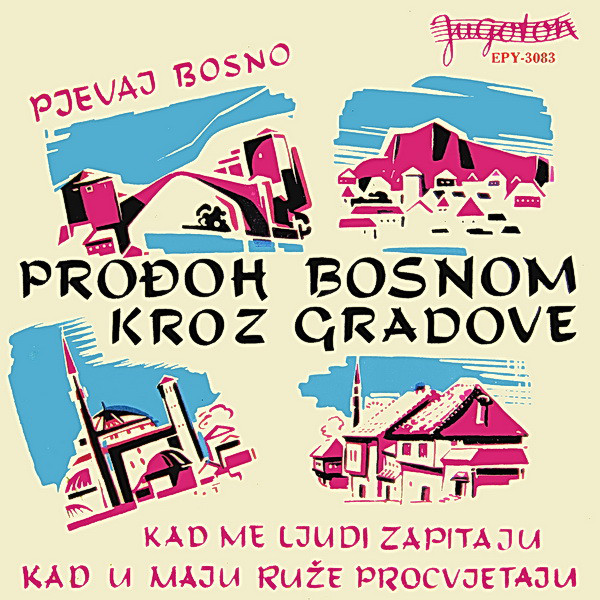 Jugoton
EPY-3083
PJEVAJ BOSNO
PROĐOH BOSNOM
KROZ GRADOVE
KAD ME LJUDI ZAPITAJU
KAD U MAJU RUŽE PROCVJETAJU